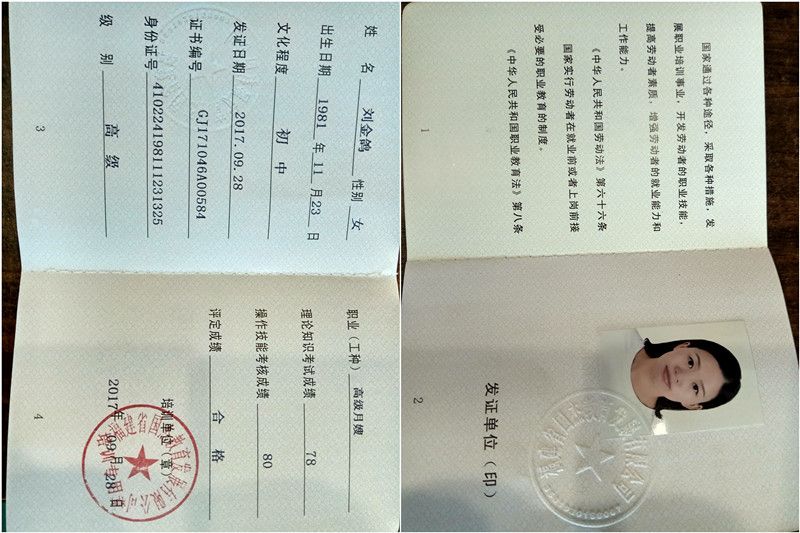 姓 名 刘金鸽 性别 女
出生日期 1981 年 11 月 23 日
文化程度 初 中
发证日期 2017.09.28
证书编号 GJ171046A00584
身份证号 410224198111231325
级 别 高 级
3
职业（工种） 高级月嫂
理论知识考试成绩 78
操作技能考核成绩 80
评定成绩 合 格
培训单位（章）
2017年 09月 28 日
4
国家通过各种途径，采取各种措施，发
展职业培训事业，开发劳动者的职业技能，
提高劳动者素质，增强劳动者的就业能力和
工作能力。
《中华人民共和国劳动法》第六十六条
国家实行劳动者在就业前或者上岗前接
受必要的职业教育的制度。
《中华人民共和国职业教育法》第八条
1
发证单位（印）
2